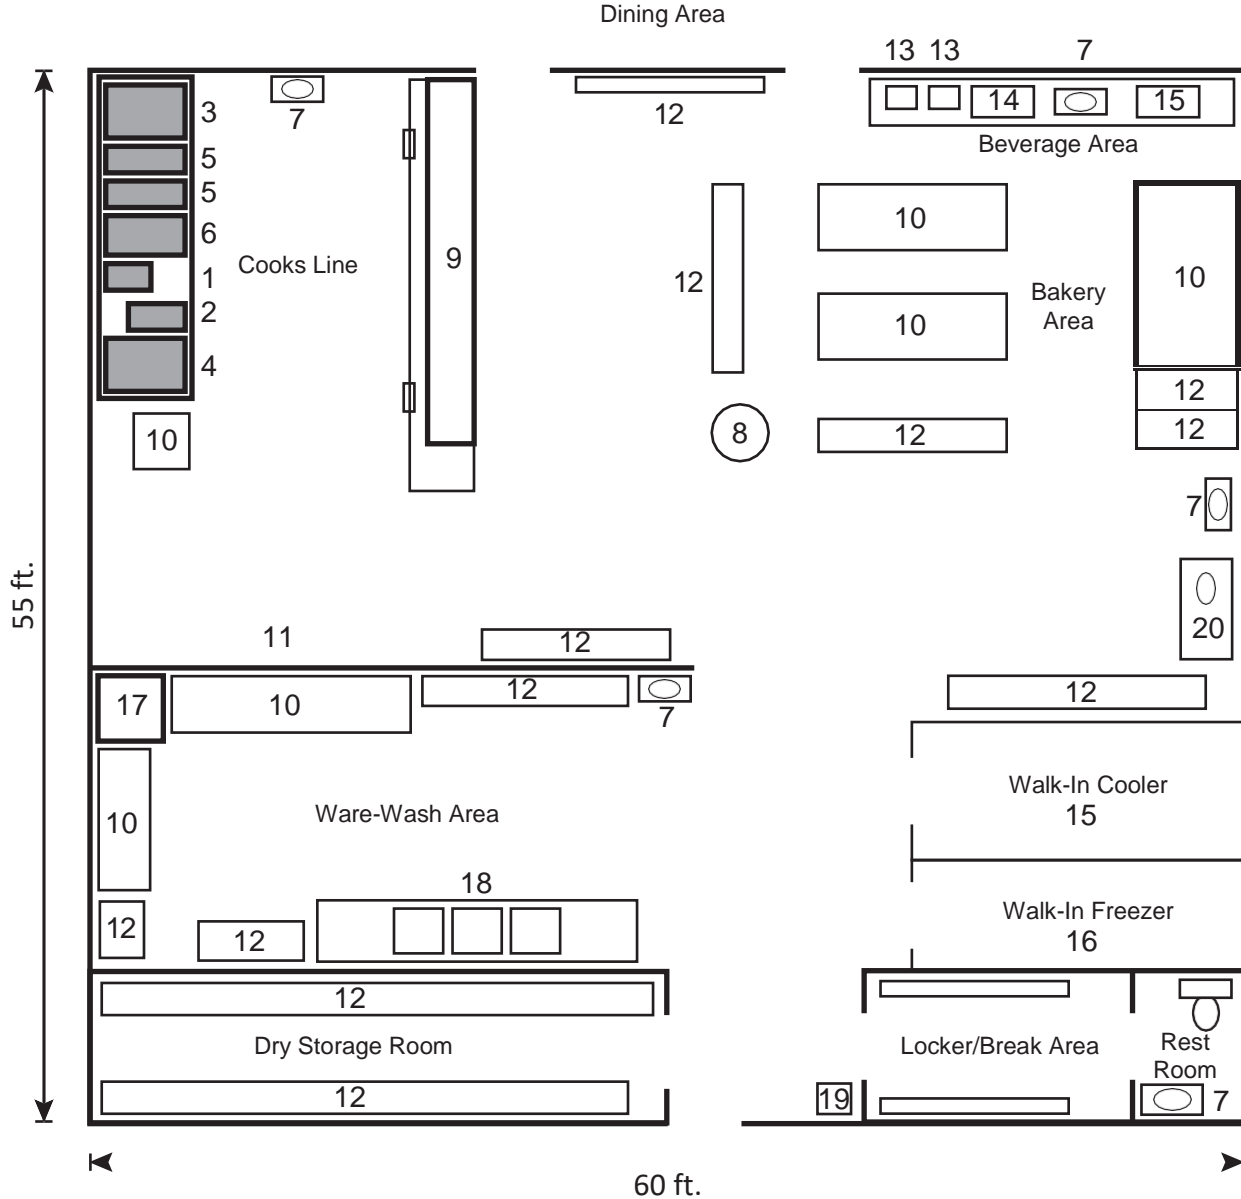 Dining Area
13 13 7
3
7
12
14
15
5
Beverage Area
5
6
Cooks Line
9
10
1
12
10
2
Bakery
Area
10
4
12
10
8
12
12
7
55 ft.
20
11
12
17
10
12
7
12
Walk-In Cooler
15
10
Ware-Wash Area
18
Walk-In Freezer
16
12
12
12
Dry Storage Room
Locker/Break Area
Rest
Room
12
19
7
60 ft.